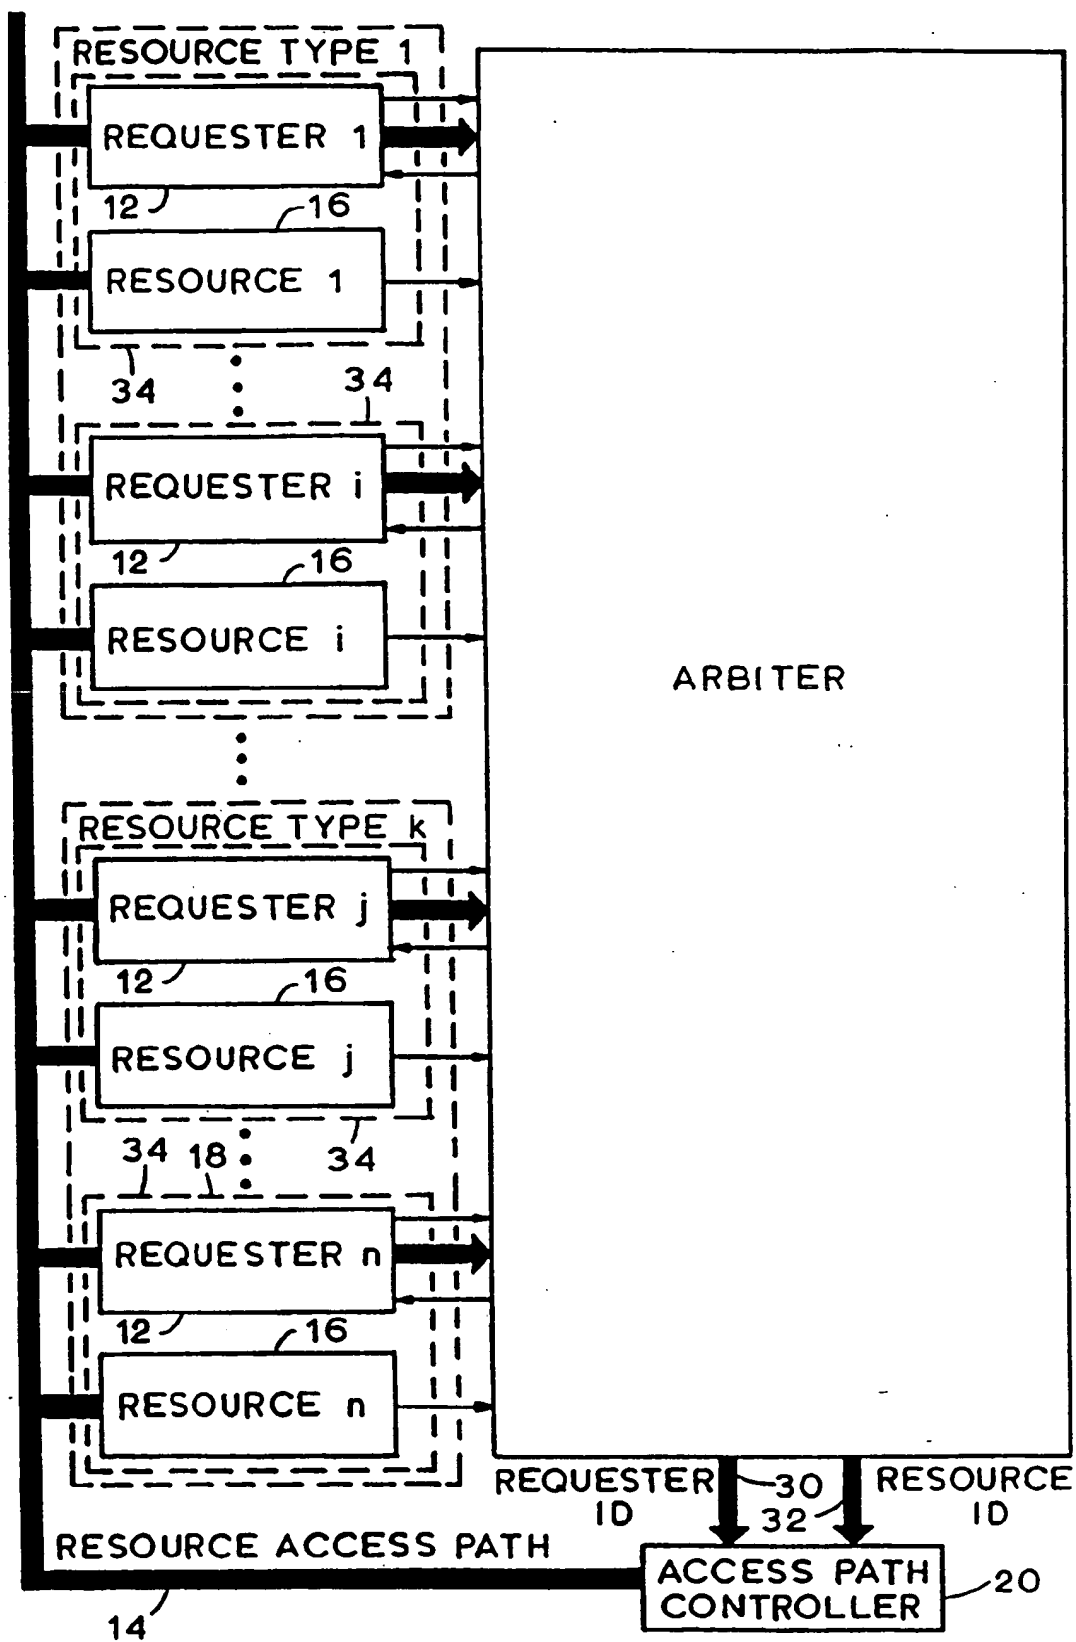 RESOURCE TYPE 1
REQUESTER 1
12
16
RESOURCE 1
34
34
REQUESTER i
12
16
RESOURCE i
ARBITER
RESOURCE TYPE k
REQUESTER j
12
16
RESOURCE j
34
18
34
REQUESTER n
12
16
RESOURCE n
REQUESTER ID
30
32
RESOURCE ID
RESOURCE ACCESS PATH
ACCESS PATH
CONTROLLER
20
14